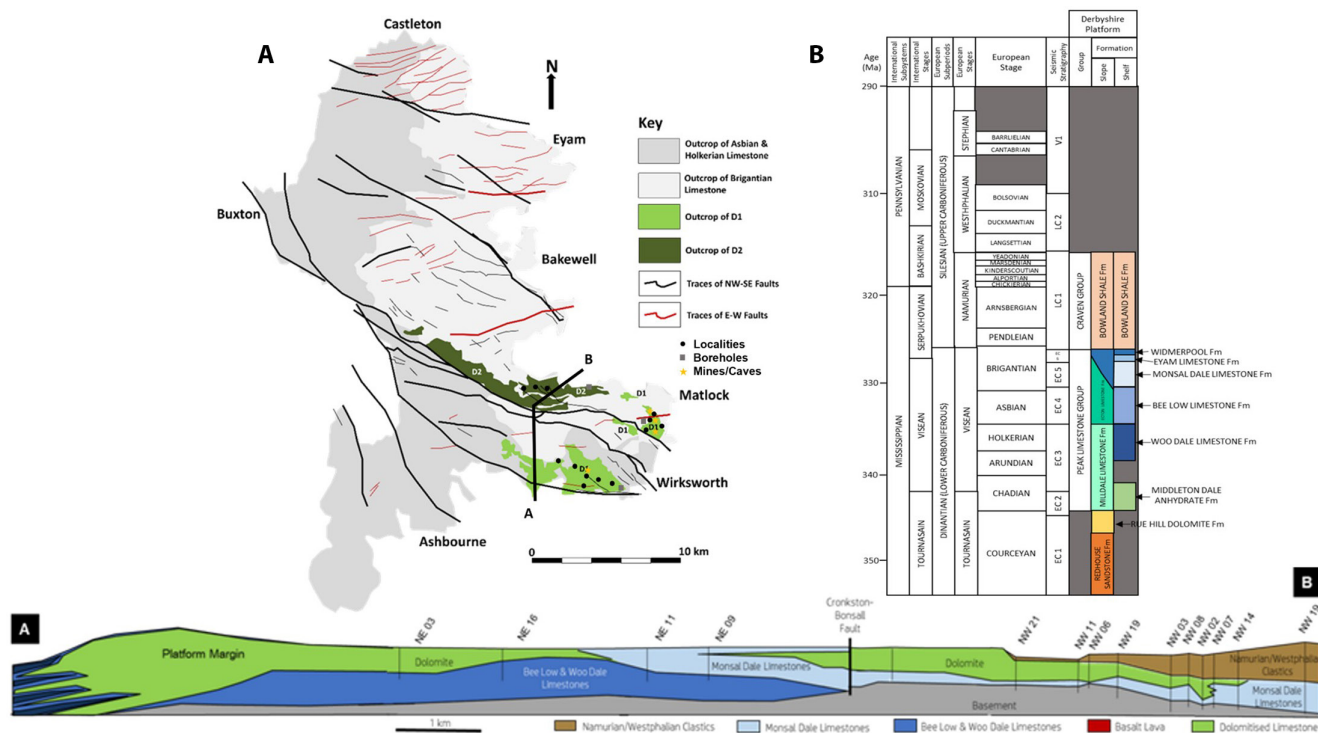 A
Castleton
N
Eyam
Buxton
Bakewell
Matlock
Wirksworth
Ashbourne
D2
D2
D1
D1
D1
B
A
0
10 km
Key
Outcrop of Asbian &
Holkerian Limestone
Outcrop of Brigantian
Limestone
Outcrop of D1
Outcrop of D2
Traces of NW-SE Faults
Traces of E-W Faults
Localities
Boreholes
Mines/Caves
B
Derbyshire
Platform
Formation
Age
(Ma)
International
Subsystems
International
Stages
European
Subperiods
European
Stages
European
Stage
Seismic
Stratigraphy
Group
Slope
Shelf
290
310
320
330
340
350
PENNSYLVANIAN
MISSISSIPPIAN
MOSKOVIAN
BASHKIRIAN
SERPUKHOVIAN
VISEAN
TOURNASAIN
SILESIAN (UPPER CARBONIFEROUS)
DINANTIAN (LOWER CARBONIFEROUS)
STEPHIAN
WESTHPHALIAN
NAMURIAN
VISEAN
TOURNASAIN
BARRLIELIAN
CANTABRIAN
BOLSOVIAN
DUCKMANTIAN
LANGSETTIAN
YEADONIAN
MARSDENIAN
KINDERSCOUTIAN
ALPORTIAN
CHICKIERIAN
ARNSBERGIAN
PENDLEIAN
BRIGANTIAN
ASBIAN
HOLKERIAN
ARUNDIAN
CHADIAN
COURCEYAN
V1
LC 2
LC 1
EC 5
EC 4
EC 3
EC 2
EC 1
CRAVEN GROUP
PEAK LIMESTONE GROUP
BOWLAND SHALE Fm
BOWLAND SHALE Fm
MILLDALE LIMESTONE Fm
REDHOUSE
SANDSTONE Fm
WIDMERPOOL Fm
EYAM LIMESTONE Fm
MONSAL DALE LIMESTONE Fm
BEE LOW LIMESTONE Fm
WOO DALE LIMESTONE Fm
MIDDLETON DALE
ANHYDRATE Fm
RUE HILL DOLOMITE Fm
A
B
Platform Margin
NE 03
NE 16
NE 11
NE 09
Cronkston-
Bonsall
Fault
NW 21
NW 11
NW 06
NW 19
NW 03
NW 08
NW 02
NW 07
NW 14
NW 19
Dolomite
Bee Low & Woo Dale
Limestones
Monsal Dale Limestones
Dolomite
Namurian/Westphalian
Clastics
Monsal Dale
Limestones
Basement
1 km
Namurian/Westphalian Clastics
Monsal Dale Limestones
Bee Low & Woo Dale Limestones
Basalt Lava
Dolomitised Limestone